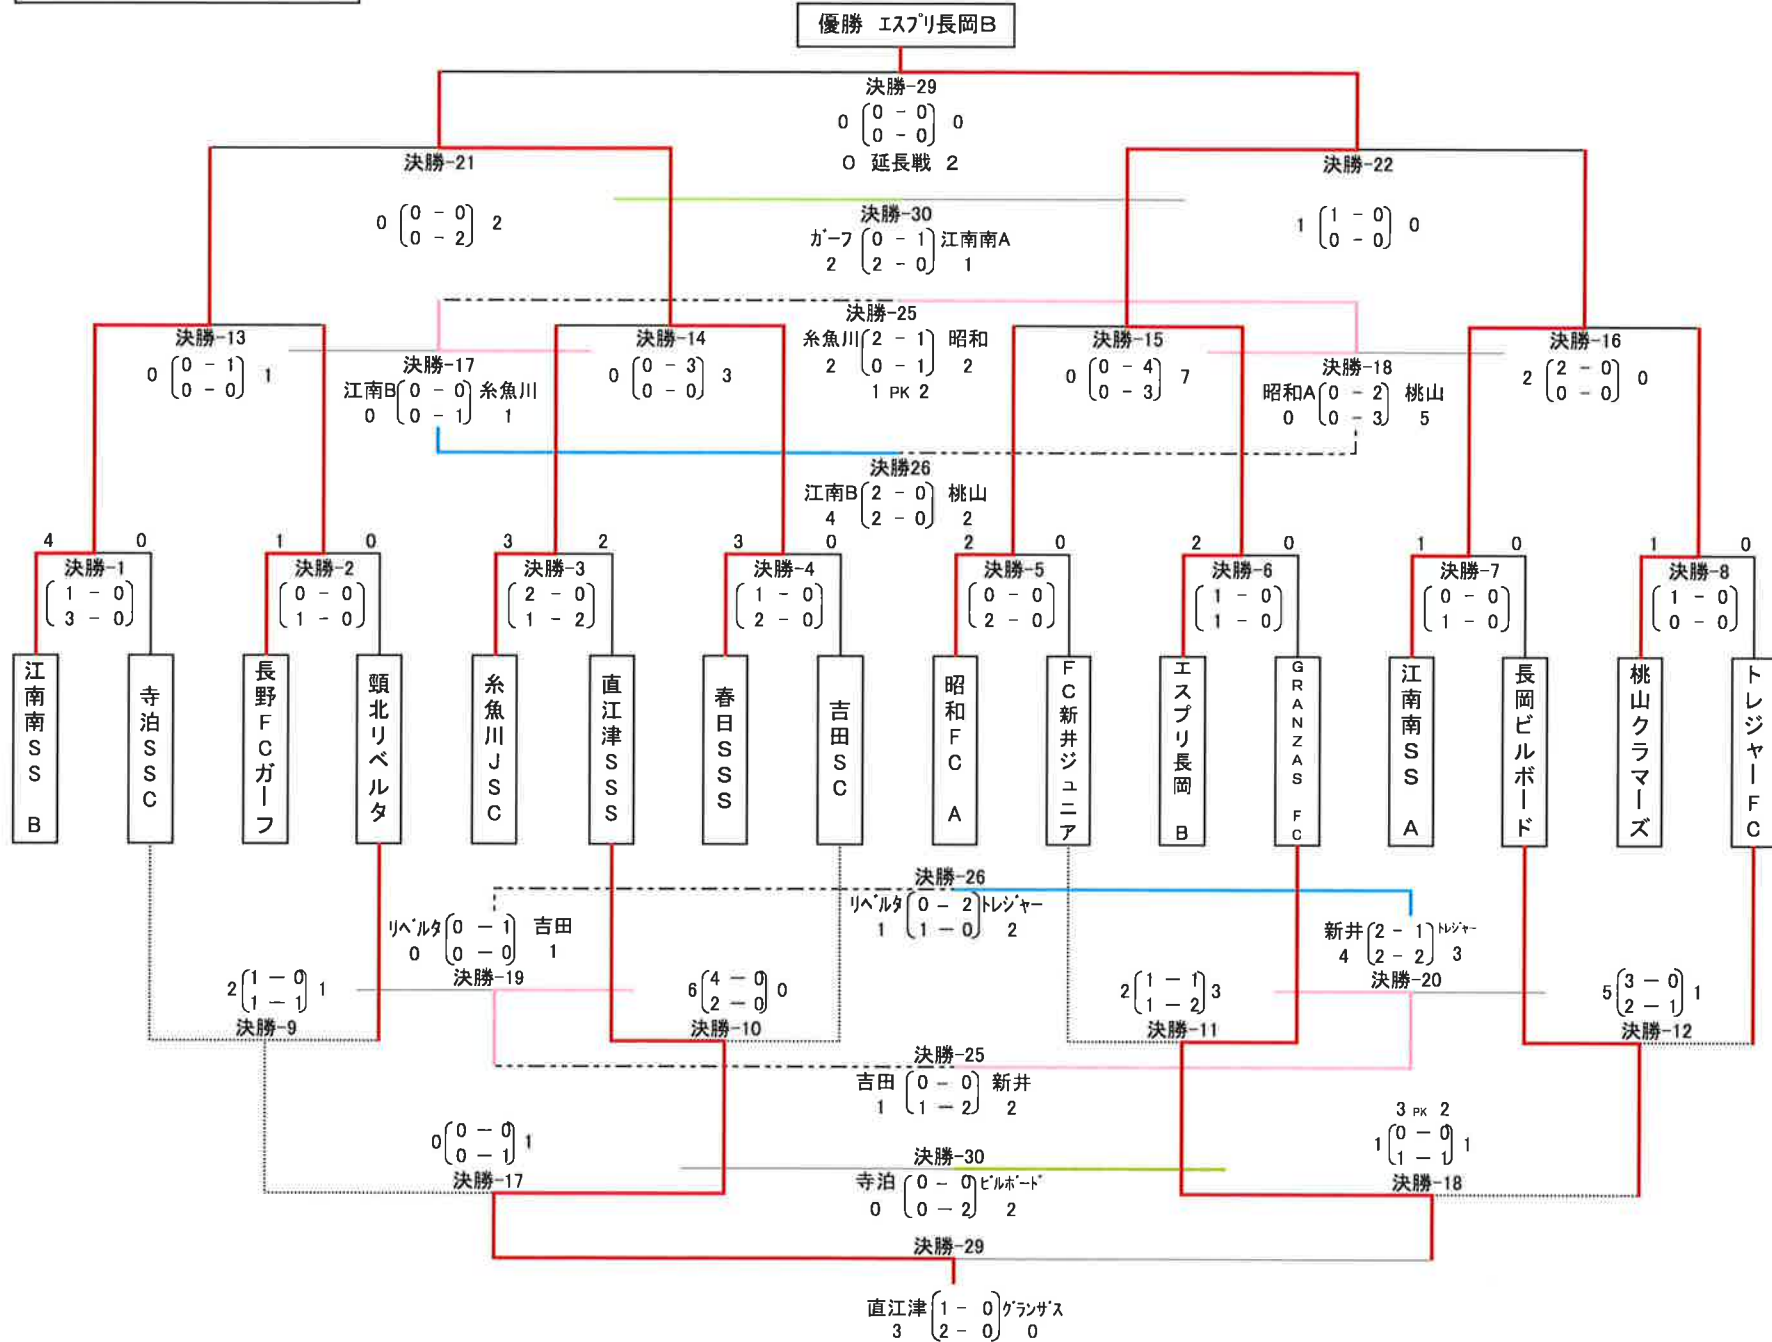 優勝 エスプリ長岡B
決勝-29
0 0 - 0 0
0 - 0
0 延長戦 2
決勝-21
0 0 - 0 2
0 - 2
決勝-22
1 1 - 0 0
0 - 0
決勝-30
ガーフ 0 - 1 江南南A
2 2 - 0 1
決勝-13
0 0 - 1 1
0 - 0
決勝-17
江南B 0 - 0 糸魚川
0 0 - 1 1
決勝-14
0 0 - 3 3
0 - 0
決勝-25
糸魚川 2 - 1 昭和
2 0 - 1 2
1 PK 2
決勝-15
0 0 - 4 7
0 - 3
決勝-18
昭和A 0 - 2 桃山
0 0 - 3 5
決勝-16
2 2 - 0 0
0 - 0
決勝26
江南B 2 - 0 桃山
4 2 - 0 2
4 0
決勝-1
1 - 0
3 - 0
1 0
決勝-2
0 - 0
1 - 0
3 2
決勝-3
2 - 0
1 - 2
3 0
決勝-4
1 - 0
2 - 0
2 0
決勝-5
0 - 0
2 - 0
2 0
決勝-6
1 - 0
1 - 0
1 0
決勝-7
0 - 0
1 - 0
1 0
決勝-8
1 - 0
0 - 0
江南南SS B
寺泊SSC
長野FCガーフ
頸北リベルタ
糸魚川JSC
直江津SSS
春日SSS
吉田SC
昭和FC A
FC新井ジュニア
エスプリ長岡 B
GRANZAS FC
江南南SS A
長岡ビルボード
桃山クラマーズ
トレジャーFC
決勝-26
リベルタ 0 - 2 トレジャー
1 1 - 0 2
リベルタ 0 - 1 吉田
0 0 - 0 1
決勝-19
新井 2 - 1 トレジャー
4 2 - 2 3
決勝-20
2 1 - 0 1
1 - 1
決勝-9
6 4 - 0 0
2 - 0
決勝-10
2 1 - 1 3
1 - 2
決勝-11
5 3 - 0 1
2 - 1
決勝-12
決勝-25
吉田 0 - 0 新井
1 1 - 2 2
0 0 - 0 1
0 - 1
決勝-17
3 PK 2
1 0 - 0 1
1 - 1
決勝-18
決勝-30
寺泊 0 - 0 ビルボード
0 0 - 2 2
決勝-29
直江津 1 - 0 グランザス
3 2 - 0 0